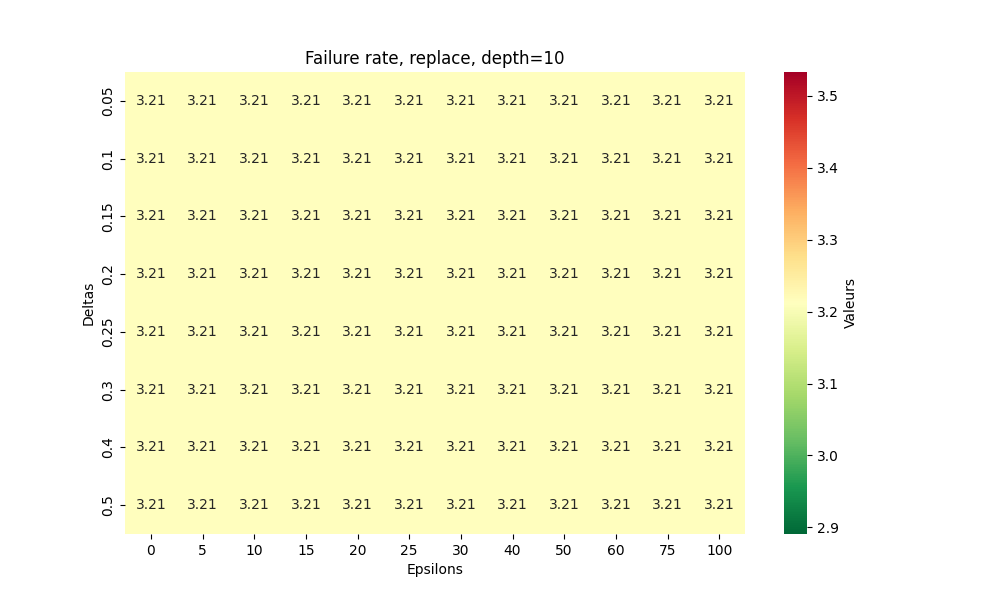 Failure rate, replace, depth=10
0.05 3.21 3.21 3.21 3.21 3.21 3.21 3.21 3.21 3.21 3.21 3.21 3.21
0.1 3.21 3.21 3.21 3.21 3.21 3.21 3.21 3.21 3.21 3.21 3.21 3.21
0.15 3.21 3.21 3.21 3.21 3.21 3.21 3.21 3.21 3.21 3.21 3.21 3.21
0.2 3.21 3.21 3.21 3.21 3.21 3.21 3.21 3.21 3.21 3.21 3.21 3.21
0.25 3.21 3.21 3.21 3.21 3.21 3.21 3.21 3.21 3.21 3.21 3.21 3.21
0.3 3.21 3.21 3.21 3.21 3.21 3.21 3.21 3.21 3.21 3.21 3.21 3.21
0.4 3.21 3.21 3.21 3.21 3.21 3.21 3.21 3.21 3.21 3.21 3.21 3.21
0.5 3.21 3.21 3.21 3.21 3.21 3.21 3.21 3.21 3.21 3.21 3.21 3.21
Deltas
0 5 10 15 20 25 30 40 50 60 75 100
Epsilons
3.5
3.4
3.3
3.2
3.1
3.0
2.9
Valeurs